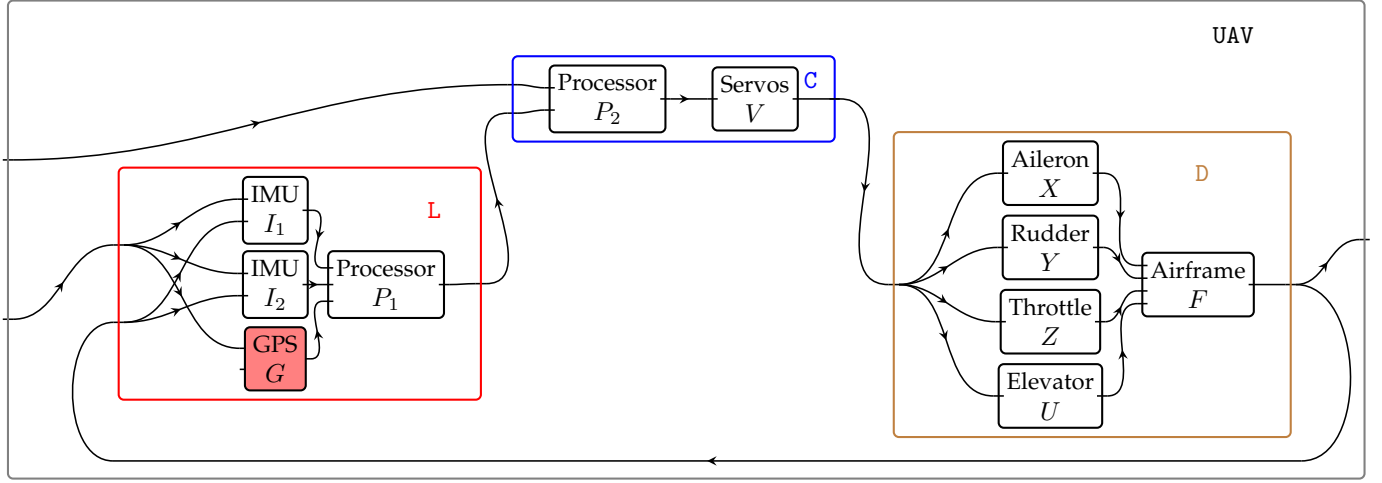 UAV
Processor
P₂
Servos
V
C
L
IMU
I₁
IMU
I₂
GPS
G
Processor
P₁
D
Aileron
X
Rudder
Y
Throttle
Z
Elevator
U
Airframe
F